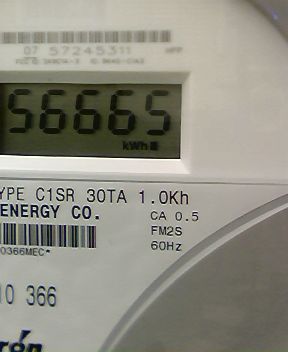 07 57245311
56665
kWh
YPE C1SR 30TA 1.0Kh
ENERGY CO. CA 0.5
FM2S
60Hz
0366MEC*
10 366
rón